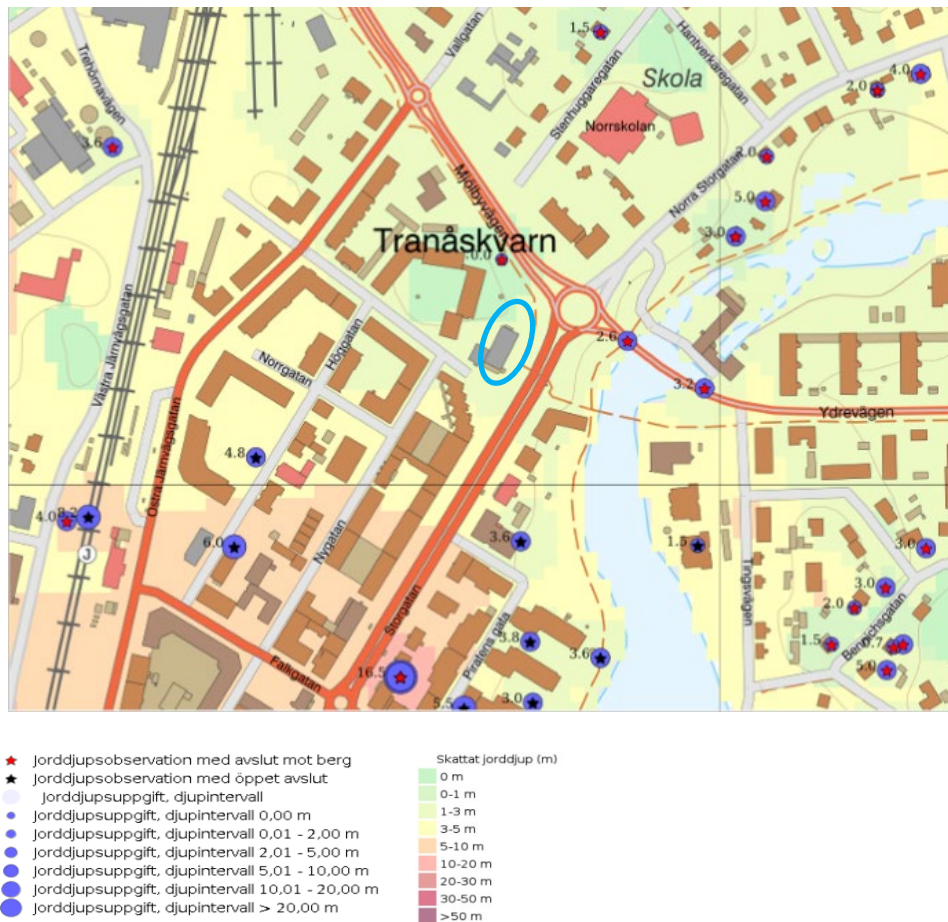 1.5
Vallgatan
Hantverkaregatan
Skola
Stenhuggaregatan
4.0
2.0
Trehörnavägen
Norrskolan
3.6
2.0
Mjölbyvägen
Norra Storgatan
5.0
3.0
Tranåskvarn
0.0
2.6
Höggatan
Norrgatan
Västra Järnvägsgatan
3.2
Ydrevägen
Östra Järnvägsgatan
4.8
4.0
8.2
6.0
Nygatan
3.6
1.5
3.0
J
Tingsvägen
3.0
2.0
Storgatan
Piratens gata
3.8
3.6
1.5
0.7
5.0
Falkgatan
16.5
5.5
3.0
Jorddjupsobservation med avslut mot berg
Jorddjupsobservation med öppet avslut
Jorddjupsuppgift, djupintervall
Jorddjupsuppgift, djupintervall 0,00 m
Jorddjupsuppgift, djupintervall 0,01 - 2,00 m
Jorddjupsuppgift, djupintervall 2,01 - 5,00 m
Jorddjupsuppgift, djupintervall 5,01 - 10,00 m
Jorddjupsuppgift, djupintervall 10,01 - 20,00 m
Jorddjupsuppgift, djupintervall > 20,00 m
Skattat jorddjup (m)
0 m
0-1 m
1-3 m
3-5 m
5-10 m
10-20 m
20-30 m
30-50 m
>50 m